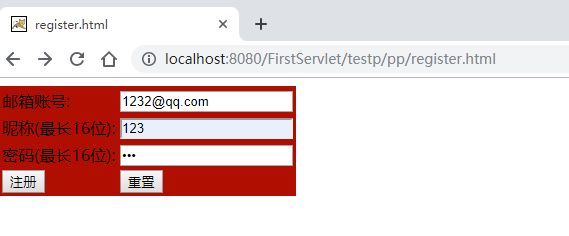 register.html
localhost:8080/FirstServlet/testp/pp/register.html
邮箱账号: 1232@qq.com
昵称(最长16位): 123
密码(最长16位): •••
注册 重置